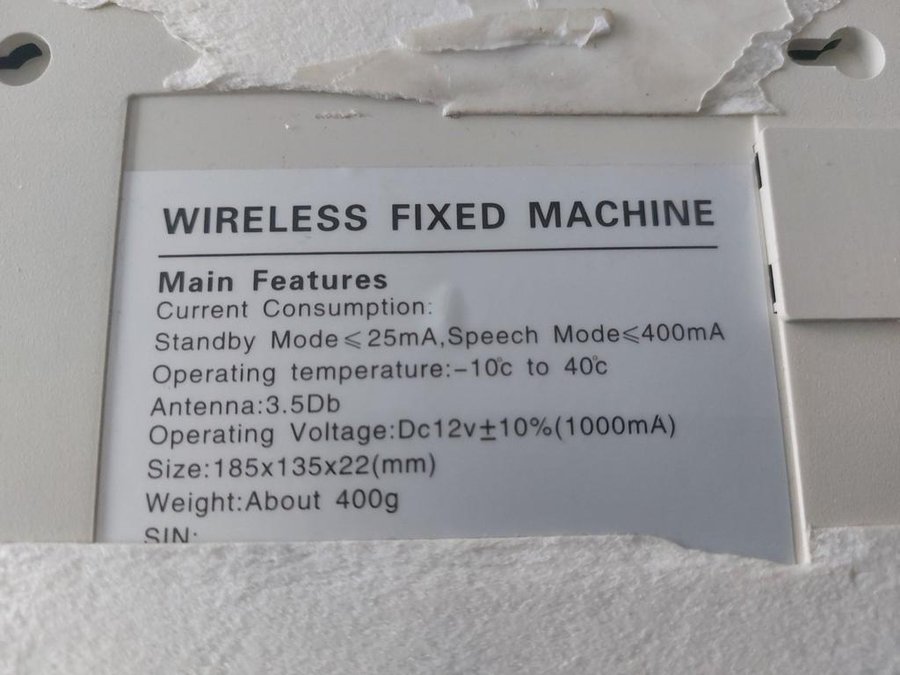 WIRELESS FIXED MACHINE
Main Features
Current Consumption:
Standby Mode≤25mA,Speech Mode≤400mA
Operating temperature:-10°c to 40°c
Antenna:3.5Db
Operating Voltage:Dc12v±10%(1000mA)
Size:185x135x22(mm)
Weight:About 400g
SIN: